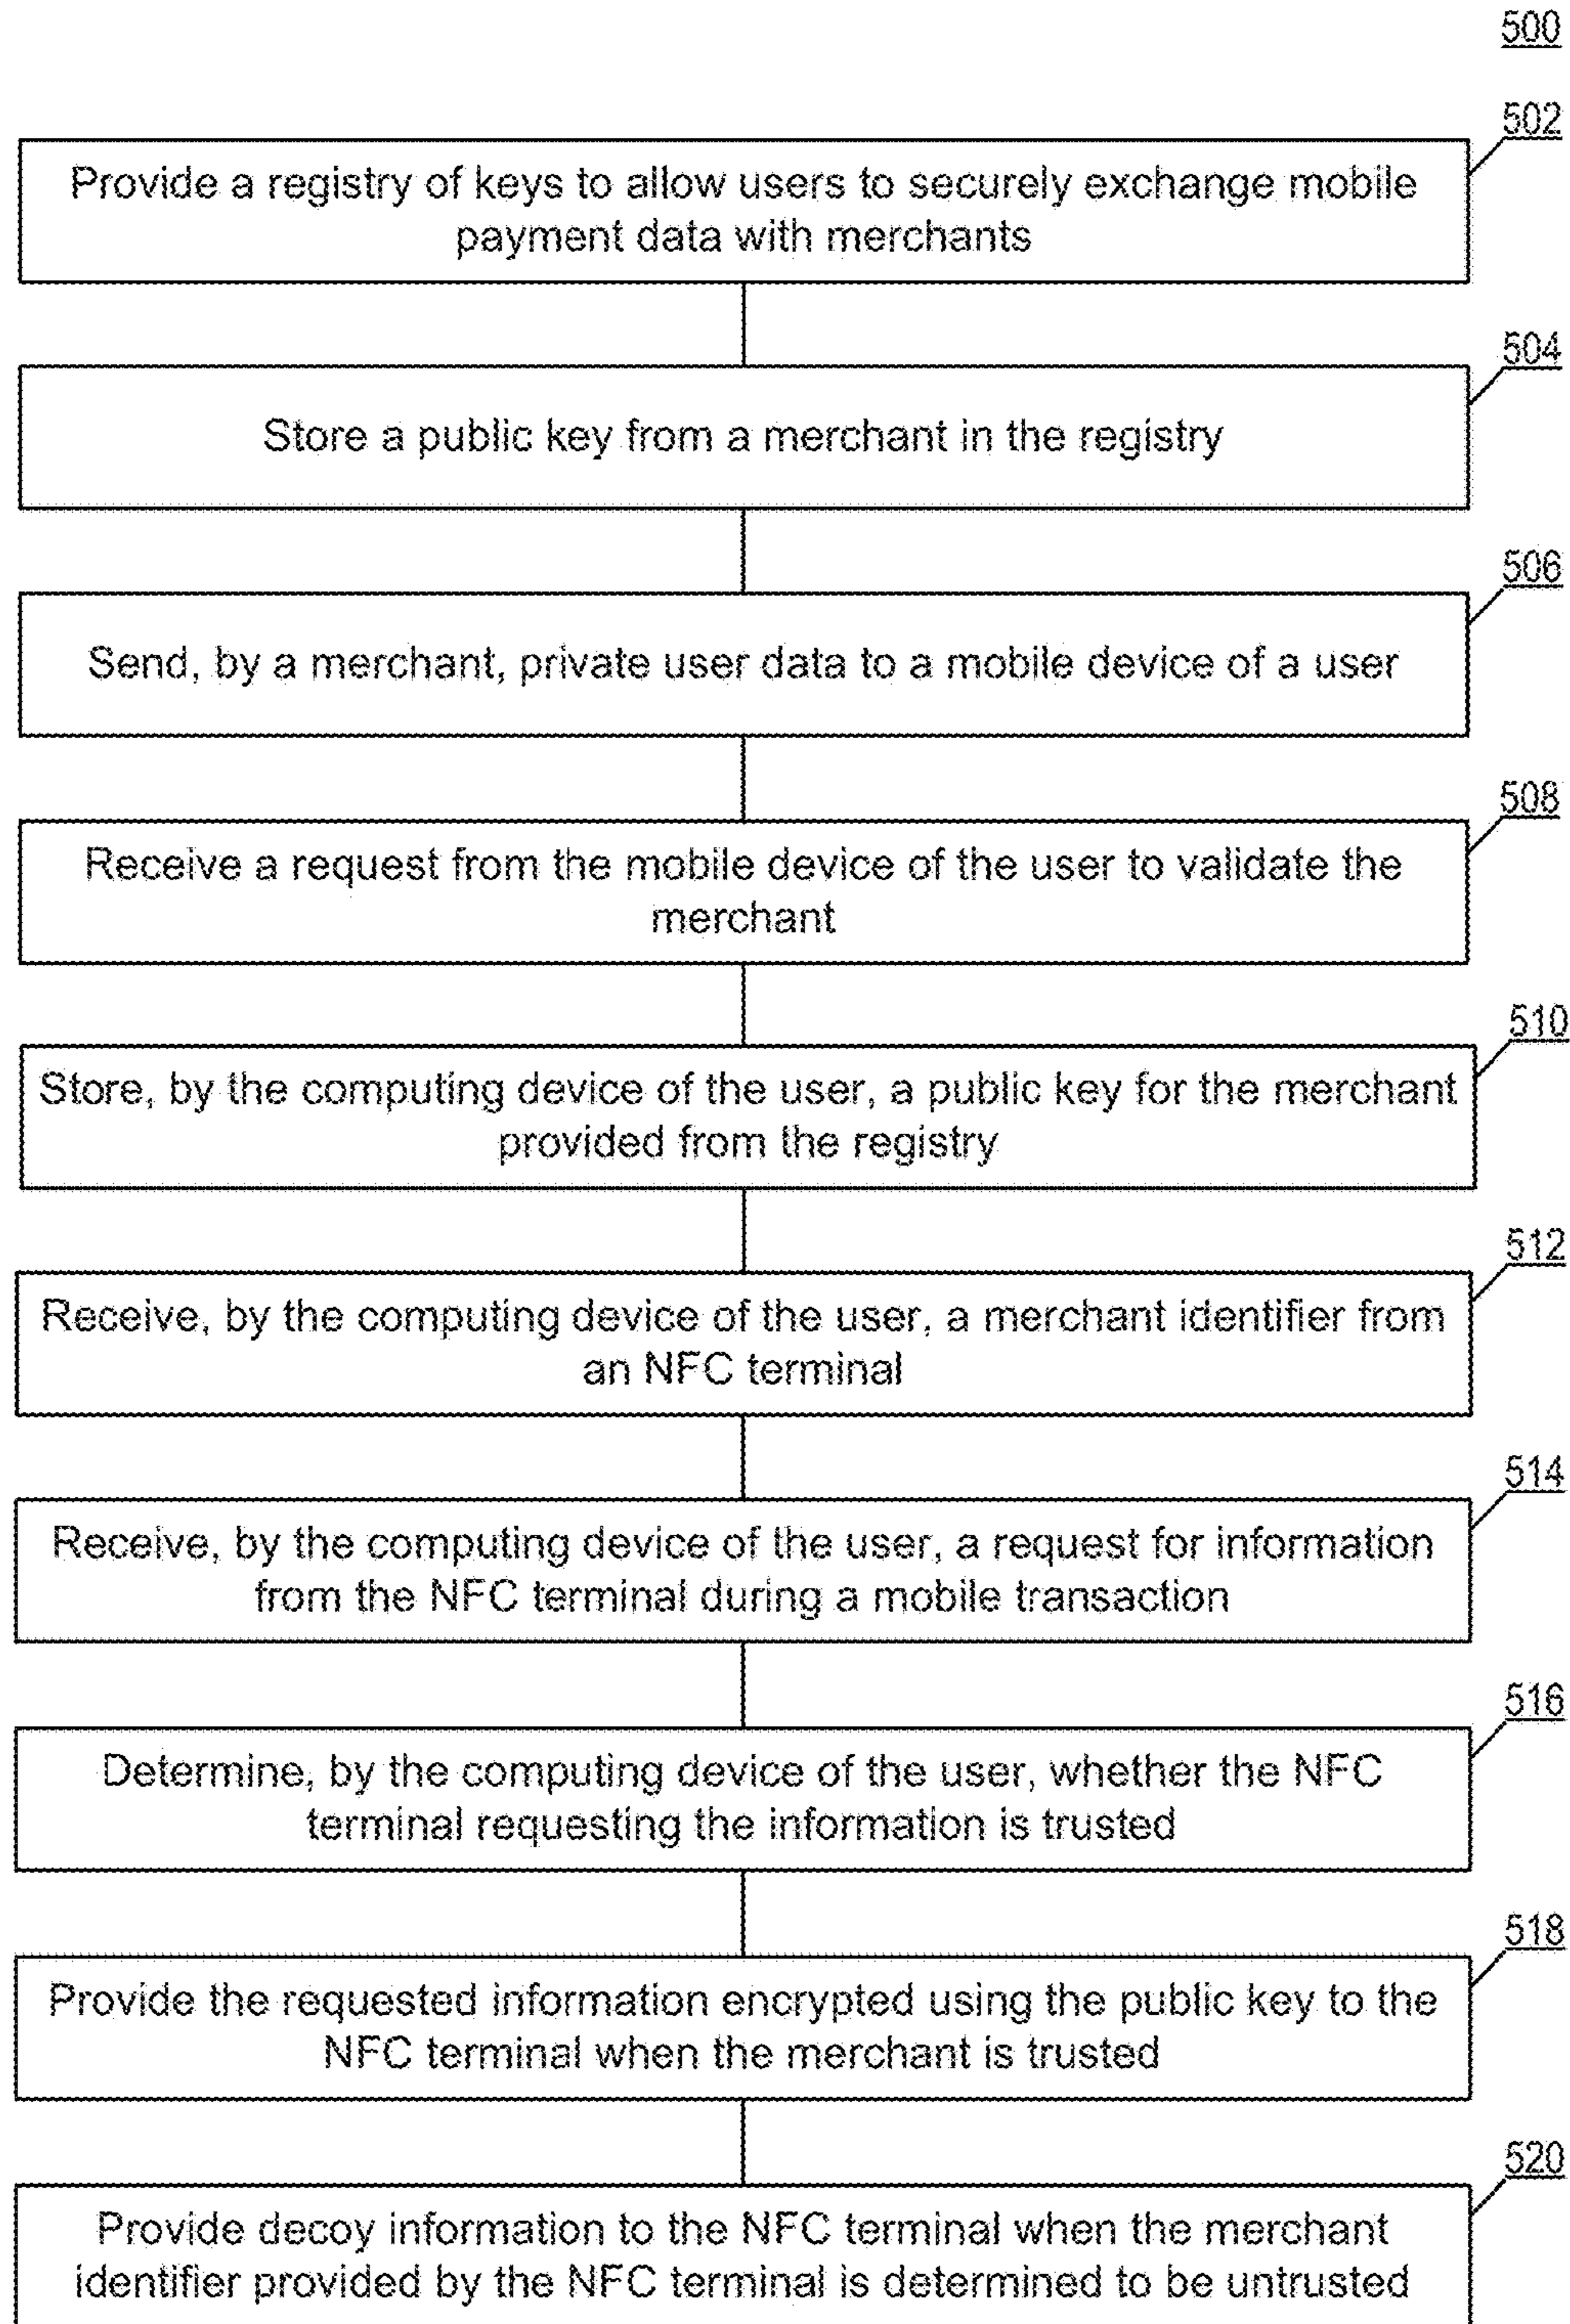 500
502
Provide a registry of keys to allow users to securely exchange mobile
payment data with merchants
504
Store a public key from a merchant in the registry
506
Send, by a merchant, private user data to a mobile device of a user
508
Receive a request from the mobile device of the user to validate the
merchant
510
Store, by the computing device of the user, a public key for the merchant
provided from the registry
512
Receive, by the computing device of the user, a merchant identifier from
an NFC terminal
514
Receive, by the computing device of the user, a request for information
from the NFC terminal during a mobile transaction
516
Determine, by the computing device of the user, whether the NFC
terminal requesting the information is trusted
518
Provide the requested information encrypted using the public key to the
NFC terminal when the merchant is trusted
520
Provide decoy information to the NFC terminal when the merchant
identifier provided by the NFC terminal is determined to be untrusted